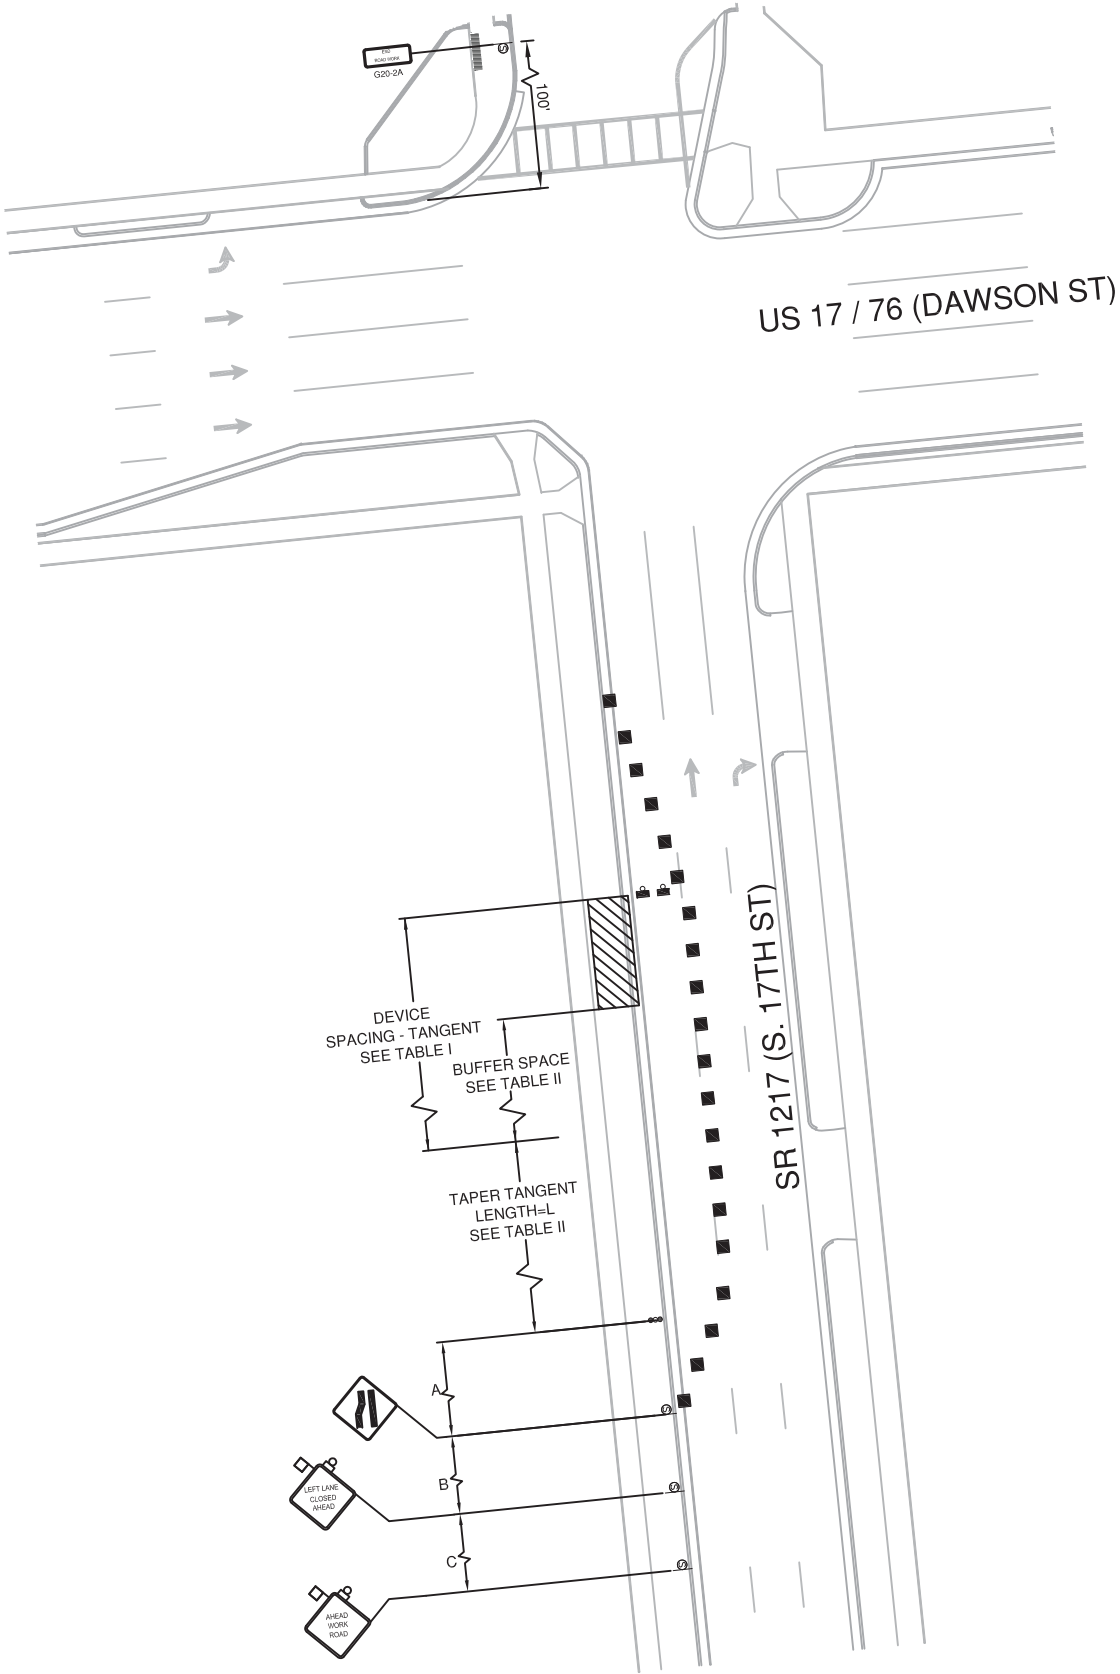 END
ROAD WORK
G20-2A
100'
US 17 / 76 (DAWSON ST)
SR 1217 (S. 17TH ST)
DEVICE
SPACING - TANGENT
SEE TABLE I
BUFFER SPACE
SEE TABLE II
TAPER TANGENT
LENGTH=L
SEE TABLE II
A
B
LEFT LANE
CLOSED
AHEAD
C
AHEAD
WORK
ROAD